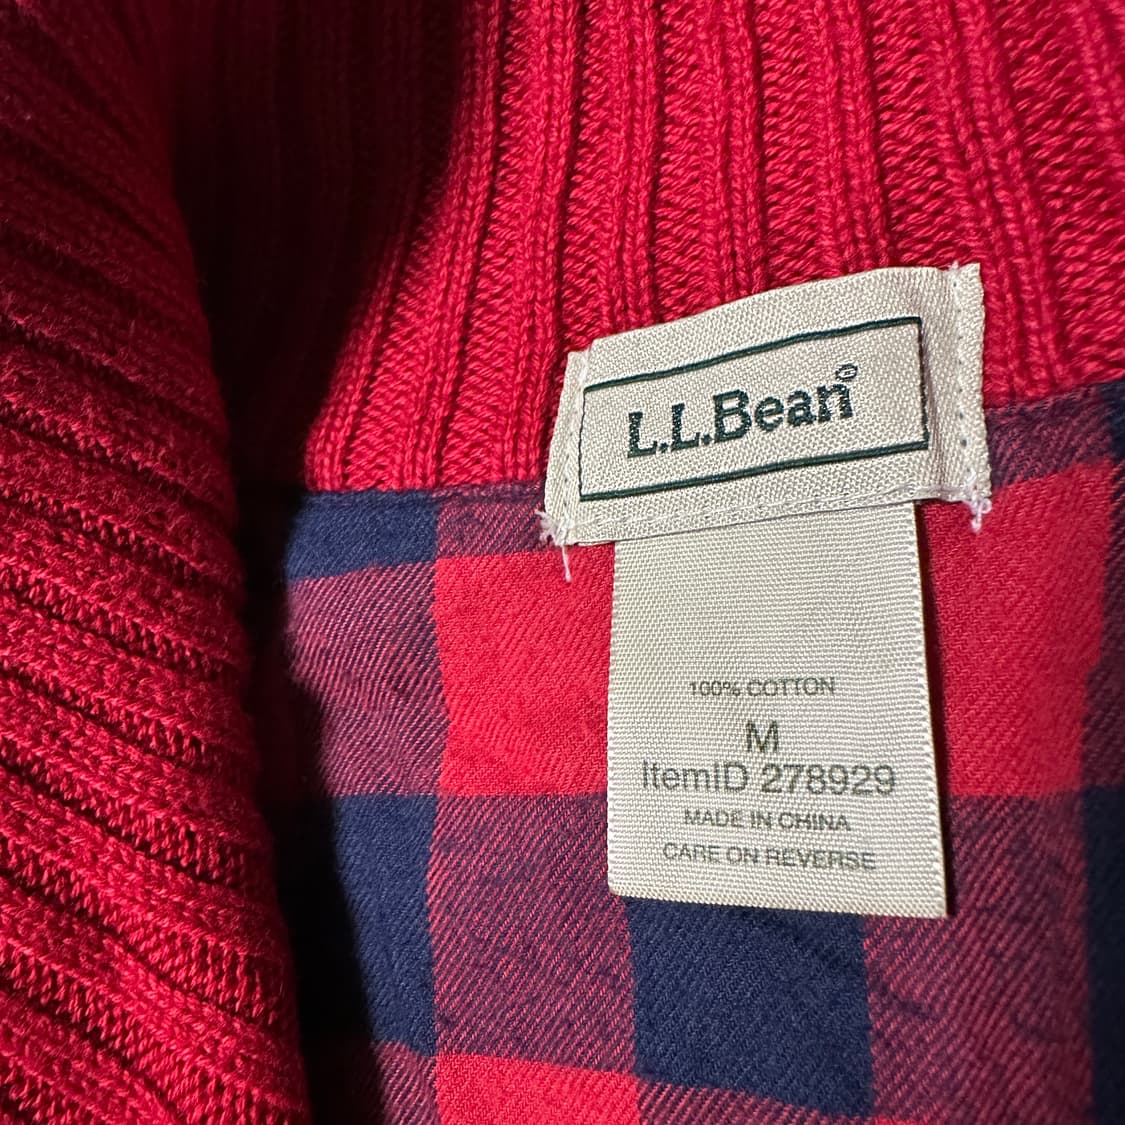 L.L.Bean®
100% COTTON
M
ItemID 278929
MADE IN CHINA
CARE ON REVERSE